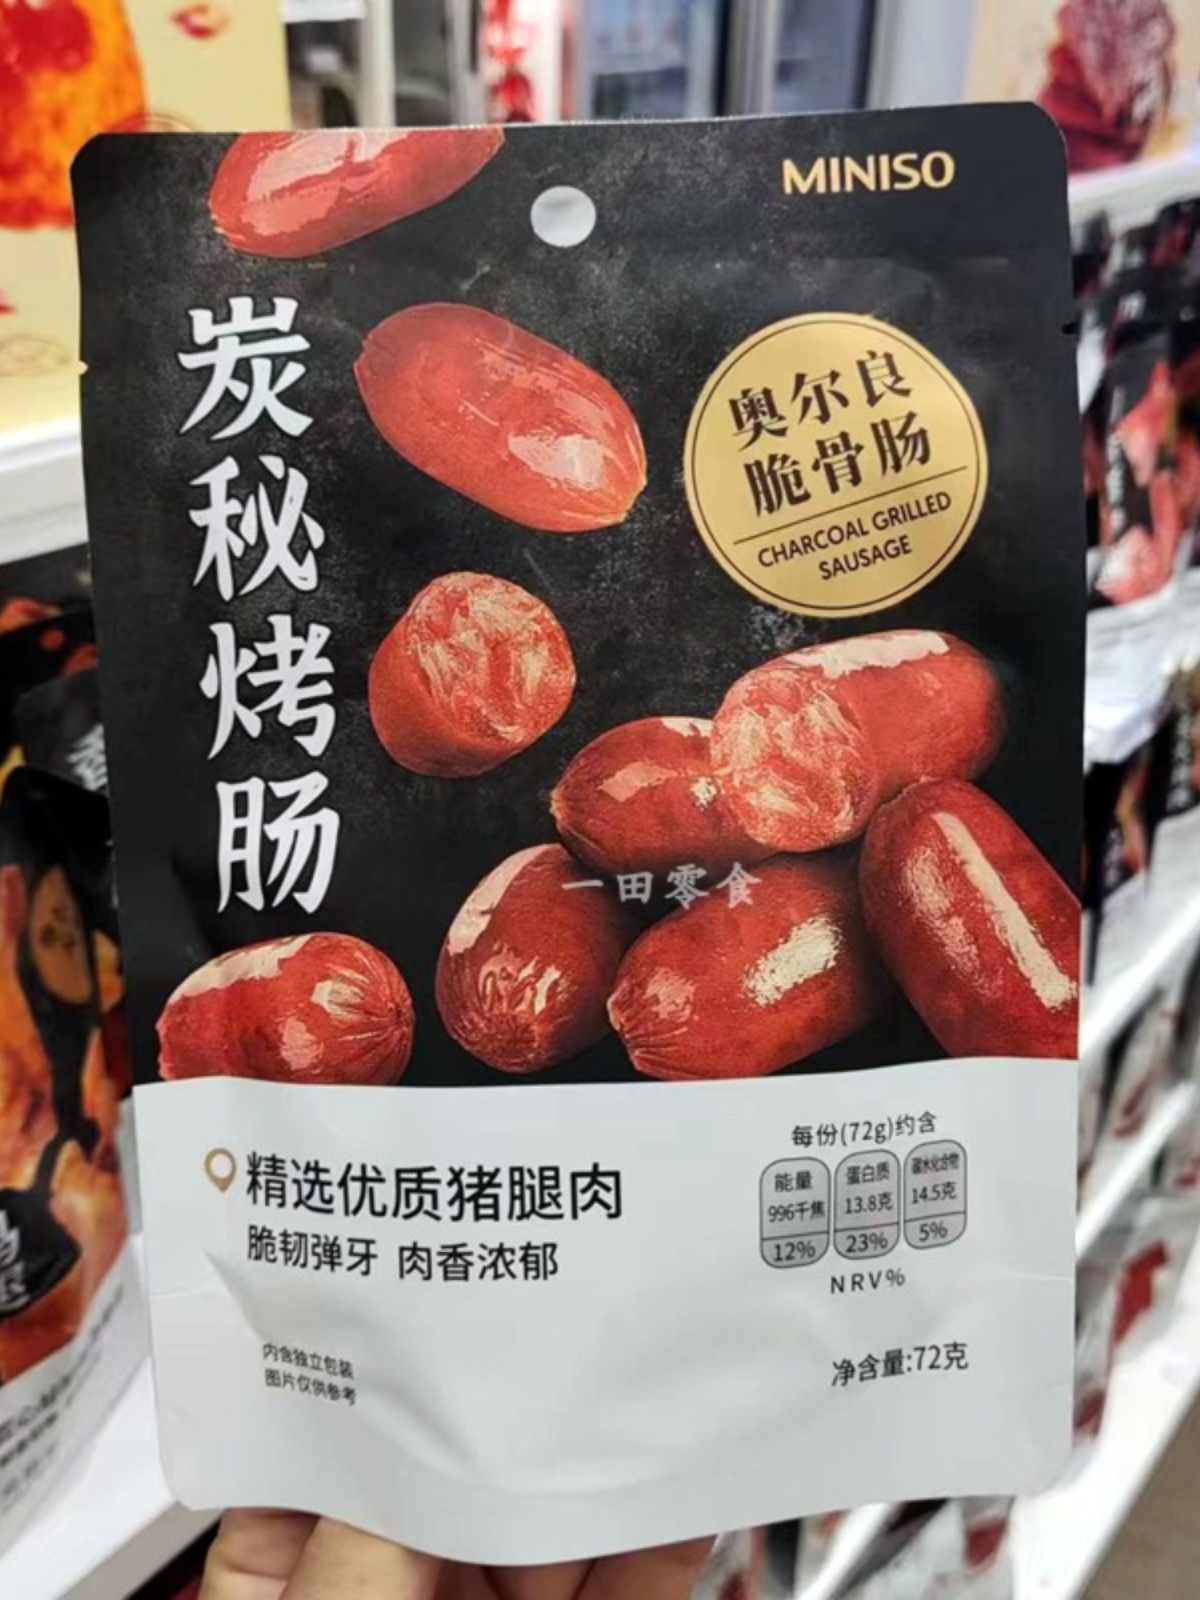 MINISO
炭秘烤肠
奥尔良
脆骨肠
CHARCOAL GRILLED
SAUSAGE
一田零食
精选优质猪腿肉
脆韧弹牙 肉香浓郁
每份(72g)约含
能量 蛋白质 碳水化合物
996千焦 13.8克 14.5克
12% 23% 5%
NRV%
内含独立包装
图片仅供参考
净含量:72克